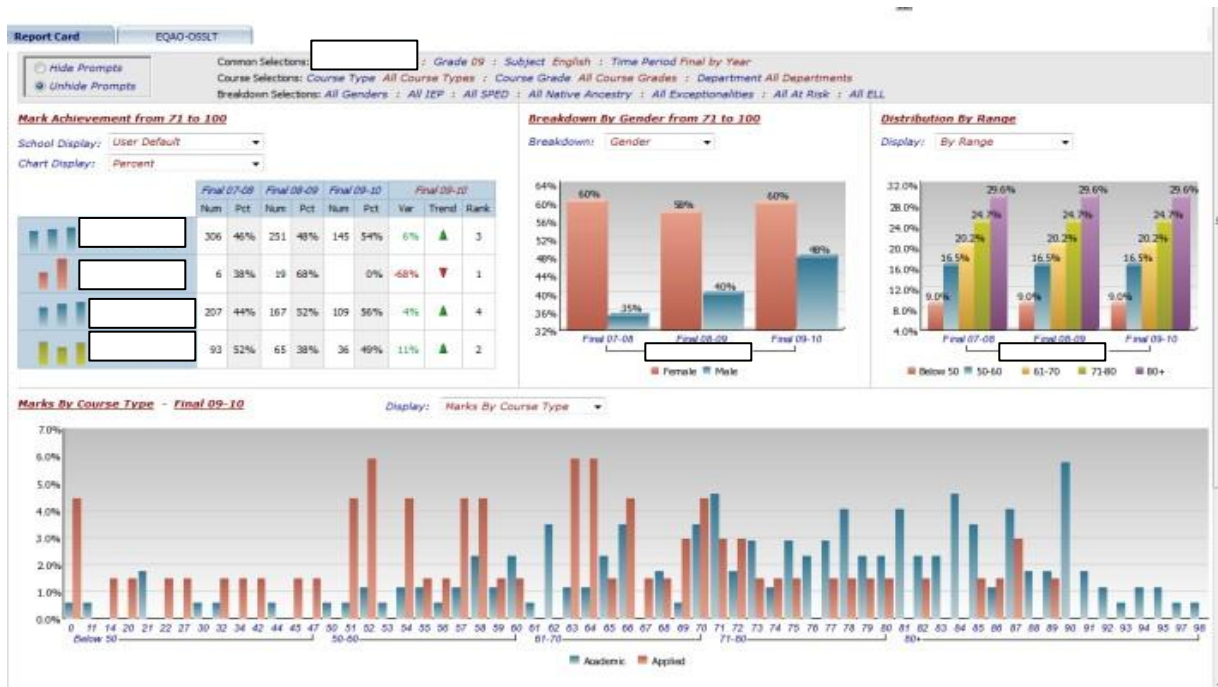 Report Card
EQAO-OSSLT
Hide Prompts
Unhide Prompts
Common Selections: : Grade 09 : Subject English : Time Period Final by Year
Course Selections: Course Type All Course Types : Course Grade All Course Grades : Department All Departments
Breakdown Selections: All Genders : All IEP : All SPED : All Native Ancestry : All Exceptionalities : All At Risk : All ELL
Mark Achievement from 71 to 100
School Display: User Default
Chart Display: Percent
Final 07-08 Final 08-09 Final 09-10 Final 09-10
Num Pct Num Pct Num Pct Var Trend Rank
306 46% 251 48% 145 54% 6% 3
6 38% 19 68% 0% -68% 1
207 44% 167 52% 109 56% 4% 4
93 52% 65 38% 36 49% 11% 2
Breakdown By Gender from 71 to 100
Breakdown: Gender
64%
60%
56%
52%
48%
44%
40%
36%
32%
60% 58% 60%
35% 40% 48%
Final 07-08 Final 08-09 Final 09-10
Female Male
Distribution By Range
Display: By Range
32.0%
28.0%
24.0%
20.0%
16.0%
12.0%
8.0%
4.0%
29.6% 29.6% 29.6%
24.7% 24.7% 24.7%
20.2% 20.2% 20.2%
16.5% 16.5% 16.5%
9.0% 9.0% 9.0%
Final 07-08 Final 08-09 Final 09-10
Below 50 50-60 61-70 71-80 80+
Marks By Course Type - Final 09-10
Display: Marks By Course Type
7.0%
6.0%
5.0%
4.0%
3.0%
2.0%
1.0%
0.0%
0 11 14 20 21 22 27 30 32 34 42 44 45 47 50 51 52 53 54 55 56 57 58 59 60 61 62 63 64 65 66 67 68 69 70 71 72 73 74 75 76 77 78 79 80 81 82 83 84 85 86 87 88 89 90 91 92 93 94 95 97 98
Below 50 50-60 61-70 71-80 80+
Academic Applied